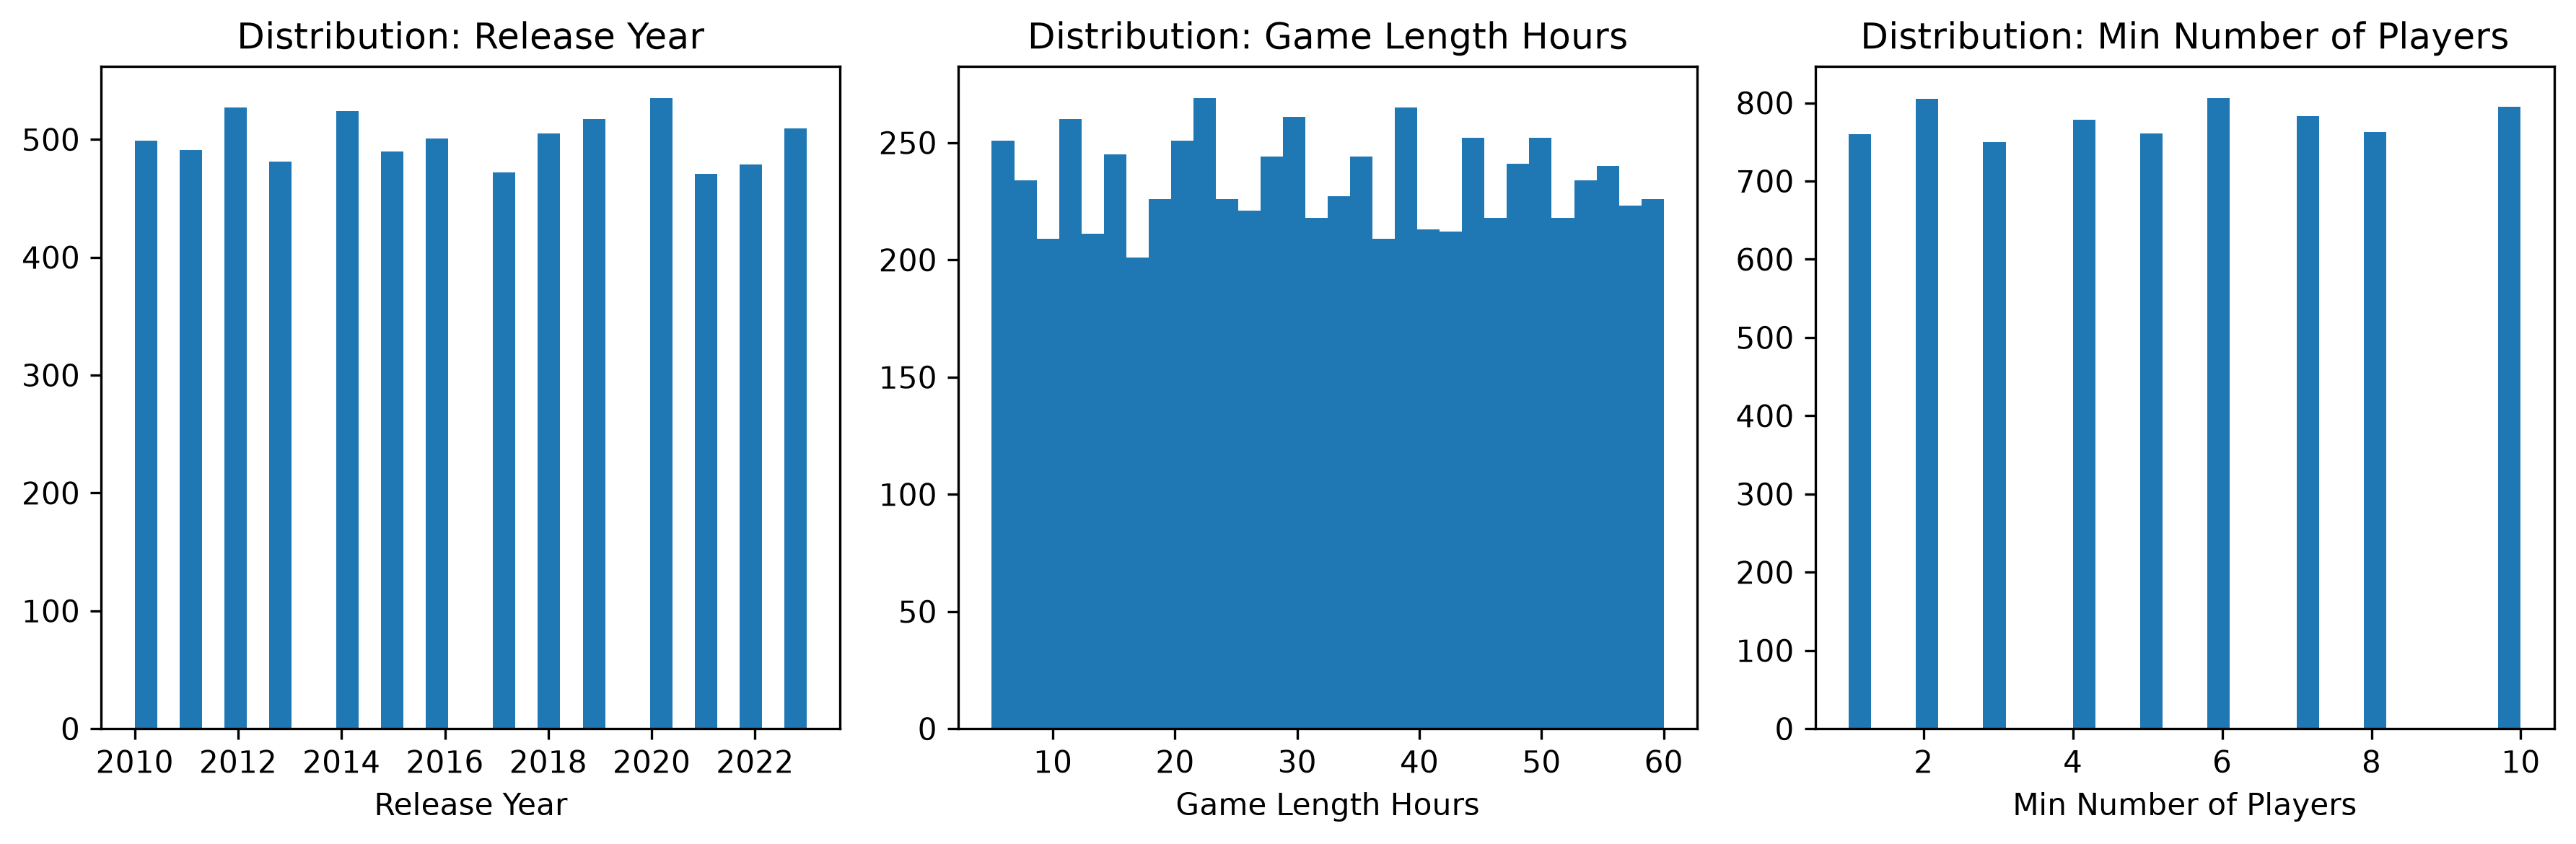 Distribution: Release Year
500
400
300
200
100
0
2010 2012 2014 2016 2018 2020 2022
Release Year
Distribution: Game Length Hours
250
200
150
100
50
0
10 20 30 40 50 60
Game Length Hours
Distribution: Min Number of Players
800
700
600
500
400
300
200
100
0
2 4 6 8 10
Min Number of Players